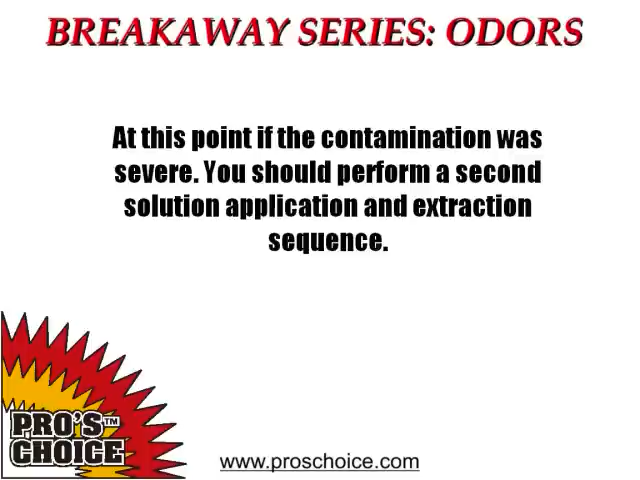 BREAKAWAY SERIES: ODORS
At this point if the contamination was
severe. You should perform a second
solution application and extraction
sequence.
PRO'S™
CHOICE
www.proschoice.com